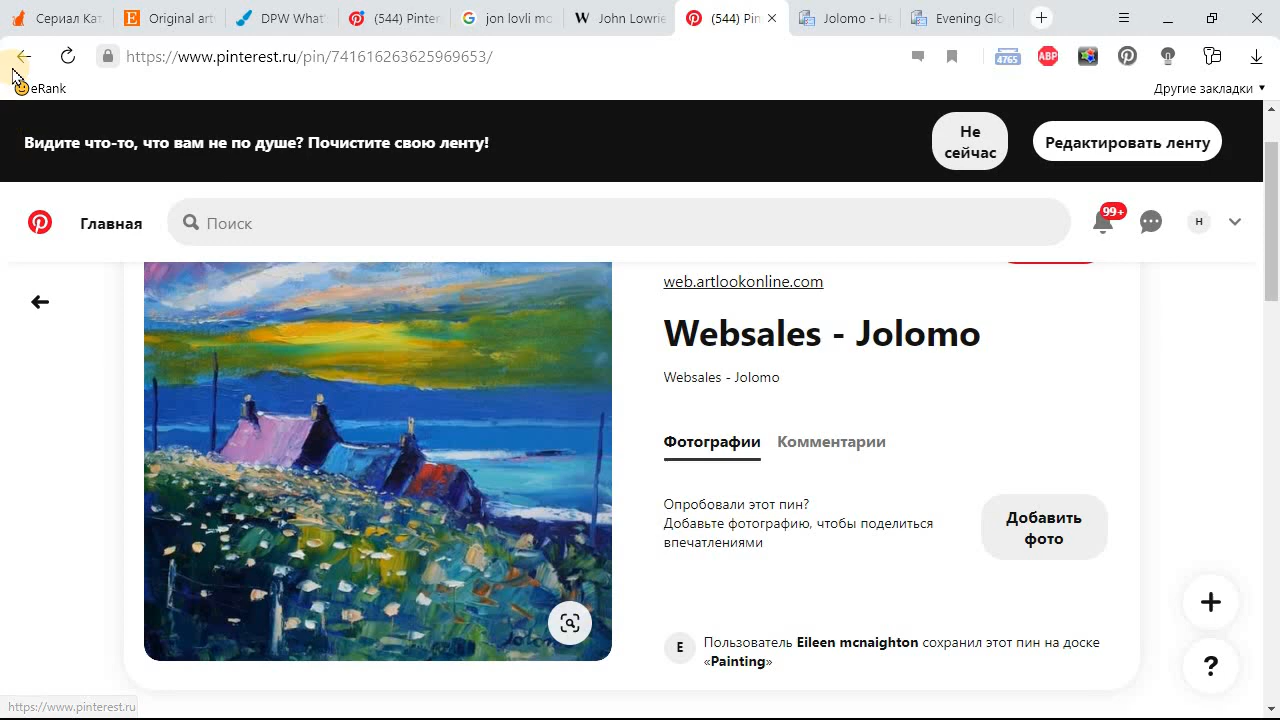 Сериал Кат
Original art
DPW What'
(544) Pinter
jon lovli mo
John Lowrie
(544) Pin
Jolomo - He
Evening Glo
https://www.pinterest.ru/pin/741616263625969653/
4765
ABP
eRank
Другие закладки
Видите что-то, что вам не по душе? Почистите свою ленту!
Не
сейчас
Редактировать ленту
Главная
Поиск
99+
H
web.artlookonline.com
Websales - Jolomo
Websales - Jolomo
Фотографии
Комментарии
Опробовали этот пин?
Добавьте фотографию, чтобы поделиться
впечатлениями
Добавить
фото
E
Пользователь Eileen mcnaighton сохранил этот пин на доске
«Painting»
?
https://www.pinterest.ru